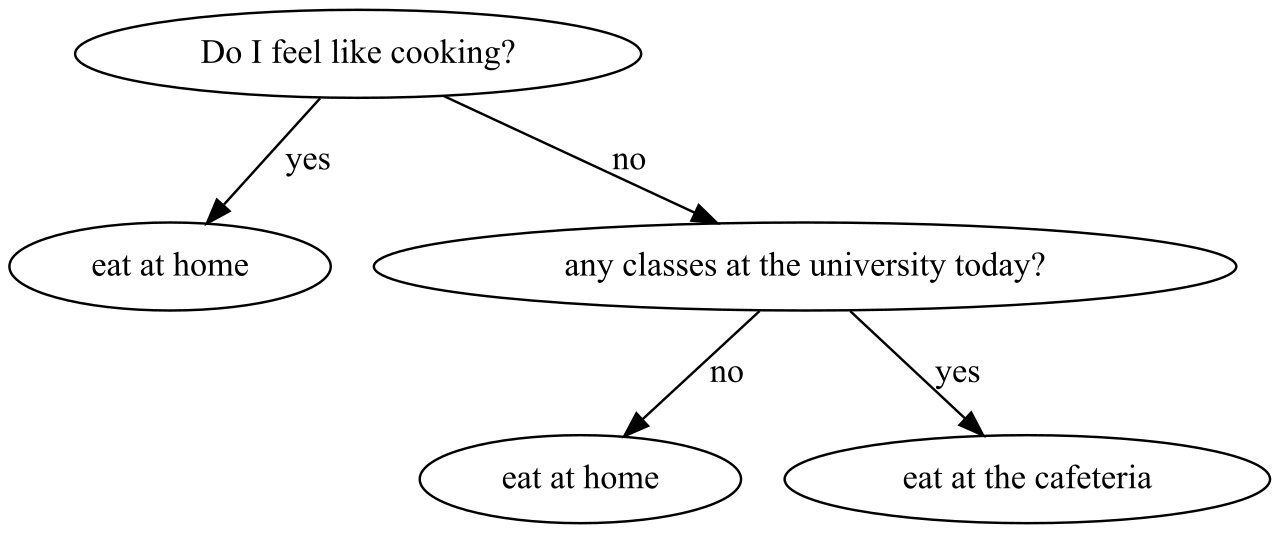 Do I feel like cooking?
yes
no
eat at home
any classes at the university today?
no
yes
eat at home
eat at the cafeteria